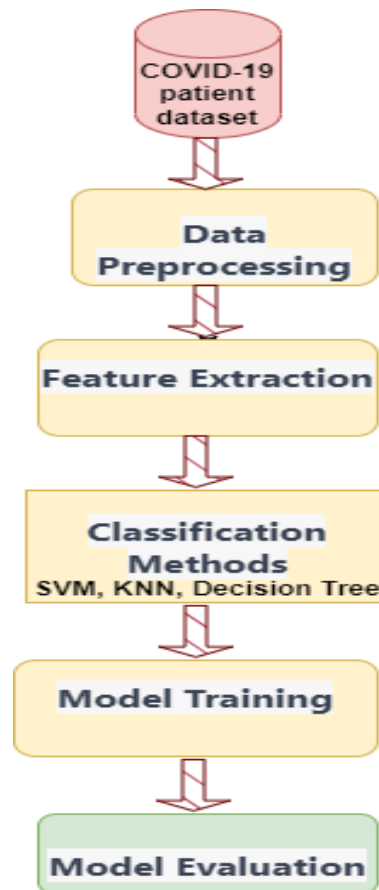 COVID-19
patient
dataset
Data
Preprocessing
Feature Extraction
Classification
Methods
SVM, KNN, Decision Tree
Model Training
Model Evaluation